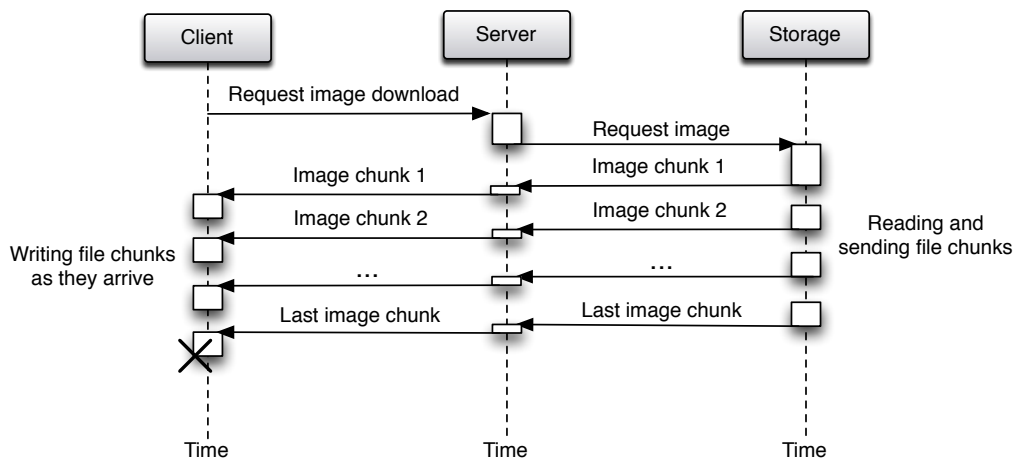 Client
Server
Storage
Request image download
Request image
Image chunk 1
Image chunk 1
Image chunk 2
Image chunk 2
Writing file chunks
as they arrive
Reading and
sending file chunks
...
...
Last image chunk
Last image chunk
Time
Time
Time